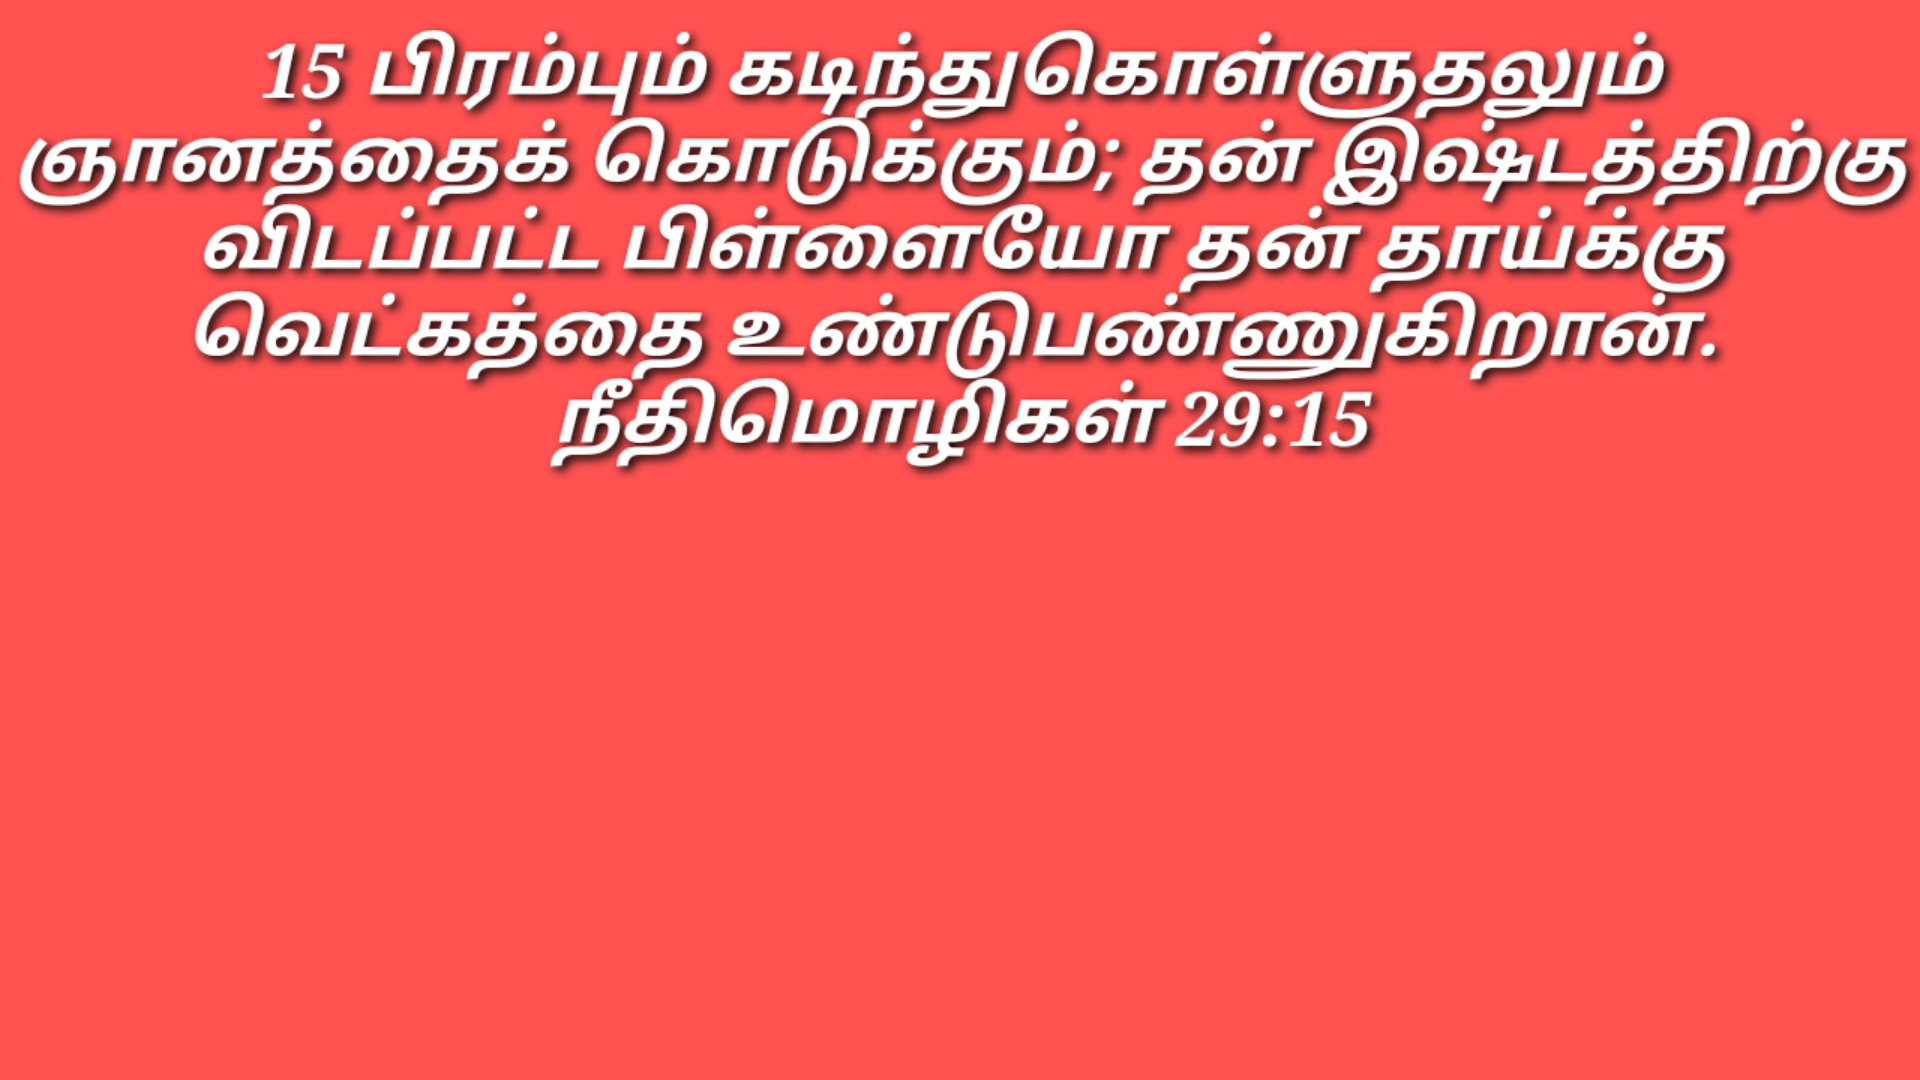 15 பிரம்பும் கடிந்துகொள்ளுதலும்
ஞானத்தைக் கொடுக்கும்; தன் இஷ்டத்திற்கு
விடப்பட்ட பிள்ளையோ தன் தாய்க்கு
வெட்கத்தை உண்டுபண்ணுகிறான்.
நீதிமொழிகள் 29:15